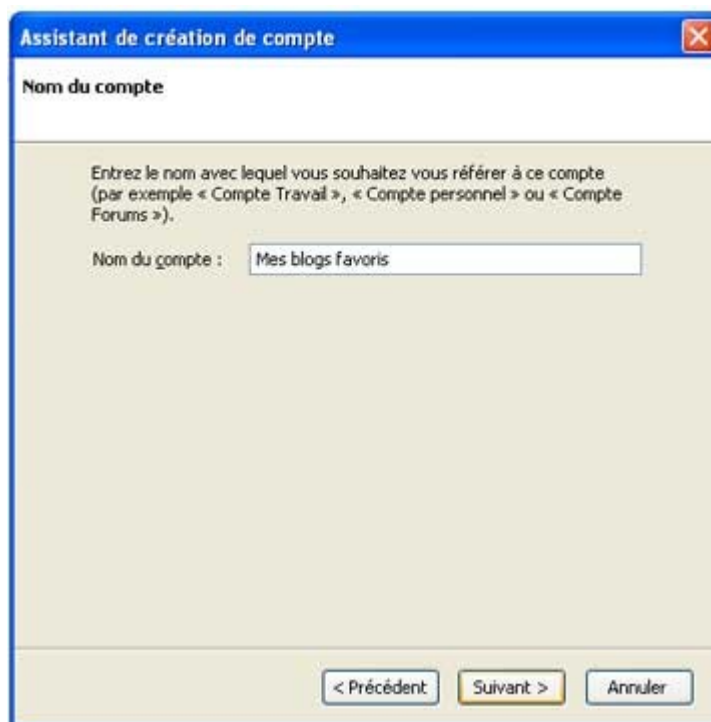 Assistant de création de compte
Nom du compte
Entrez le nom avec lequel vous souhaitez vous référer à ce compte
(par exemple « Compte Travail », « Compte personnel » ou « Compte
Forums »).
Nom du compte : Mes blogs favoris
< Précédent Suivant > Annuler